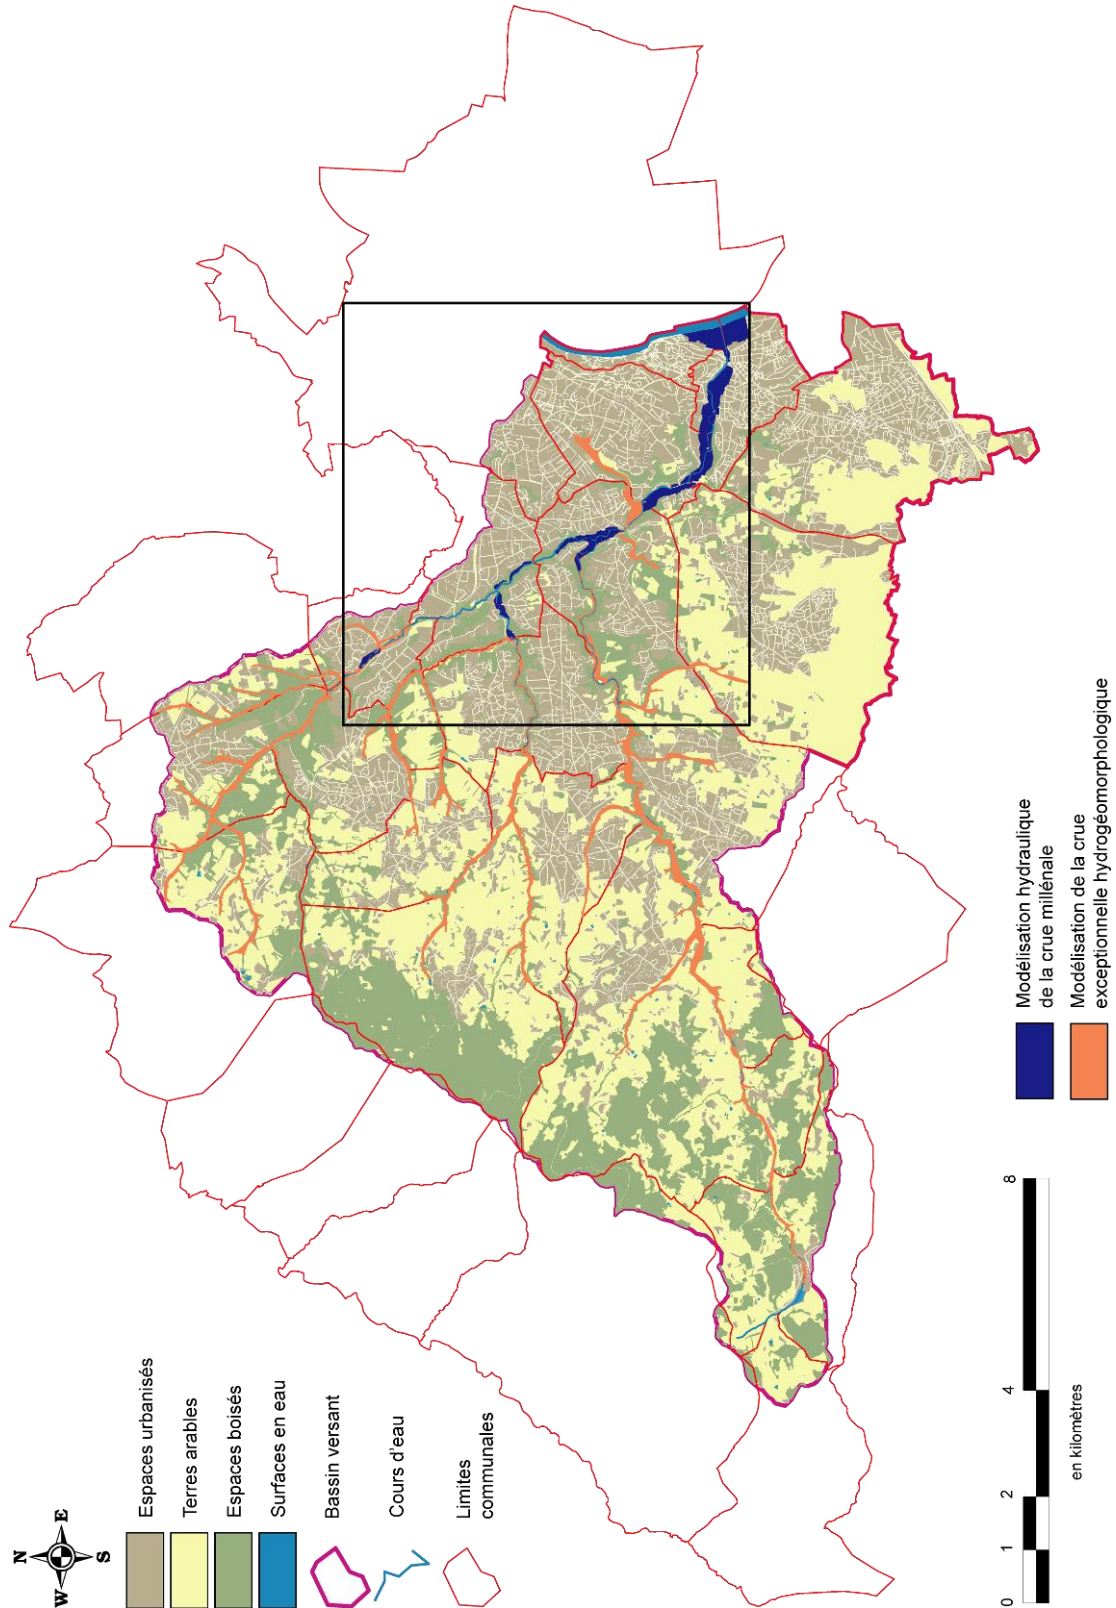 N
W
E
S
Espaces urbanisés
Terres arables
Espaces boisés
Surfaces en eau
Bassin versant
Cours d'eau
Limites
communales
0
1
2
4
8
en kilomètres
Modélisation hydraulique
de la crue millénale
Modélisation de la crue
exceptionnelle hydrogéomorphologique